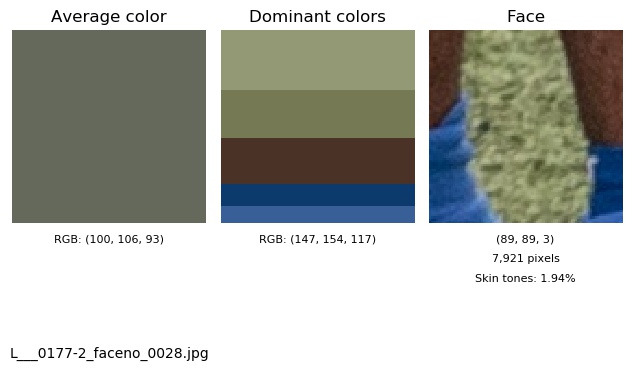 Average color
Dominant colors
Face
RGB: (100, 106, 93)
RGB: (147, 154, 117)
(89, 89, 3)
7,921 pixels
Skin tones: 1.94%
L___0177-2_faceno_0028.jpg